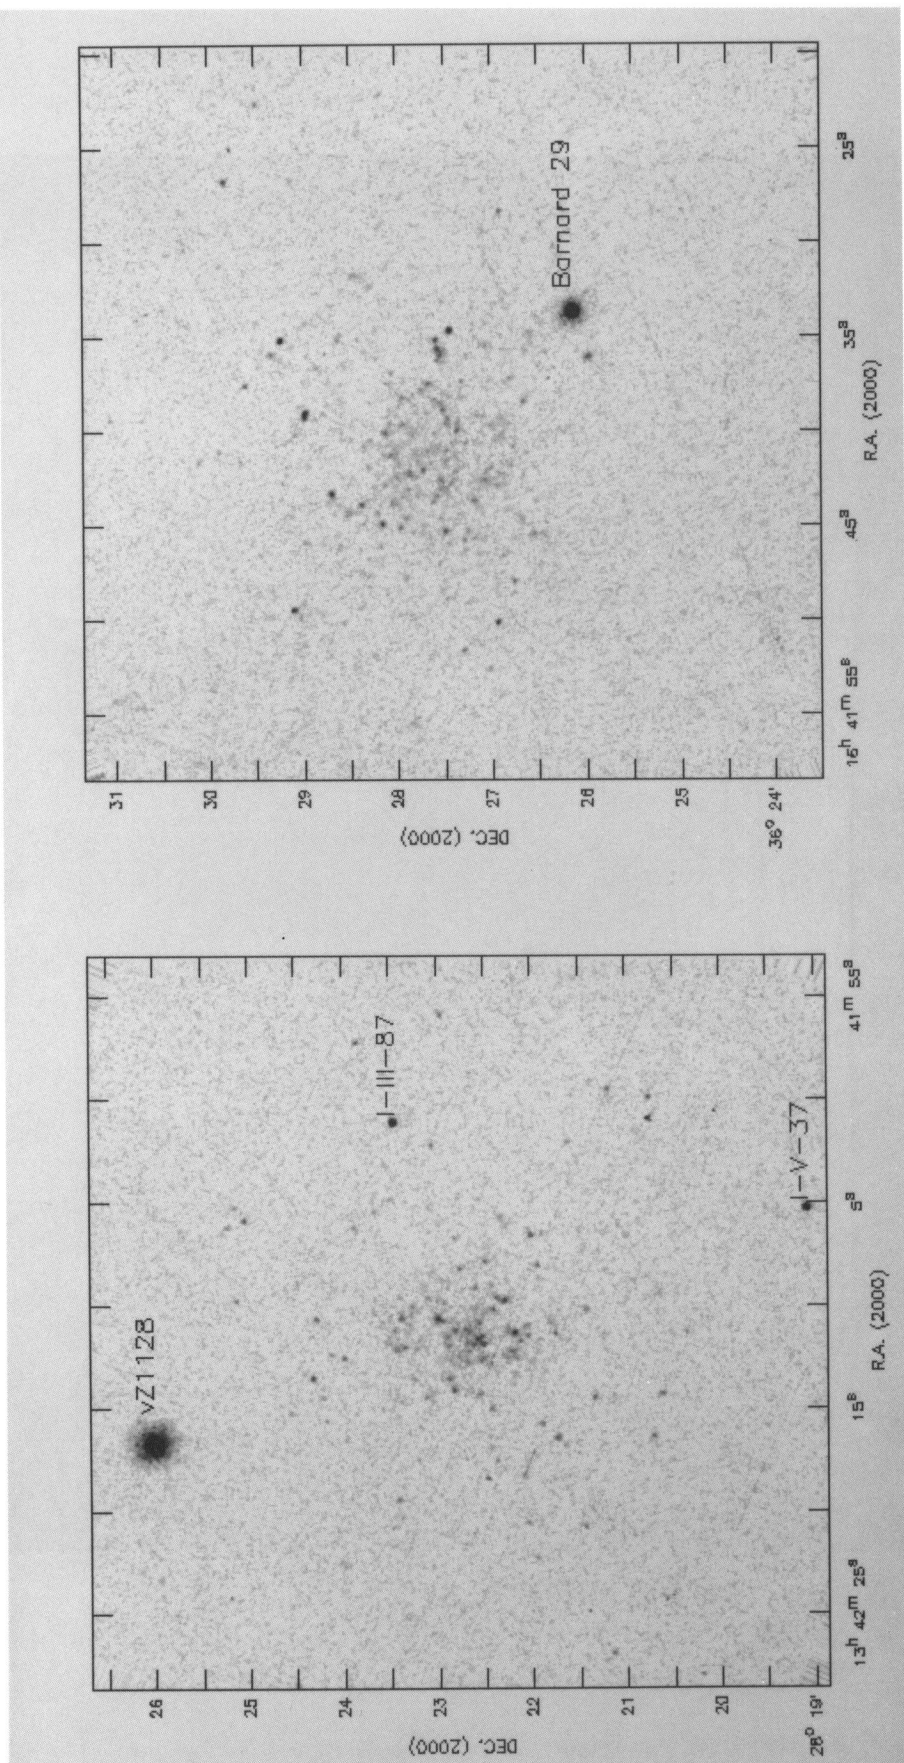 vZ1128
I-III-87
I-V-37
26
25
24
23
22
21
20
28° 19'
DEC. (2000)
13ʰ 42ᵐ 25ˢ
15ˢ
5ˢ
41ᵐ 55ˢ
R.A. (2000)
Barnard 29
31
30
29
28
27
26
25
36° 24'
DEC. (2000)
16ʰ 41ᵐ 55ˢ
45ˢ
35ˢ
25ˢ
R.A. (2000)